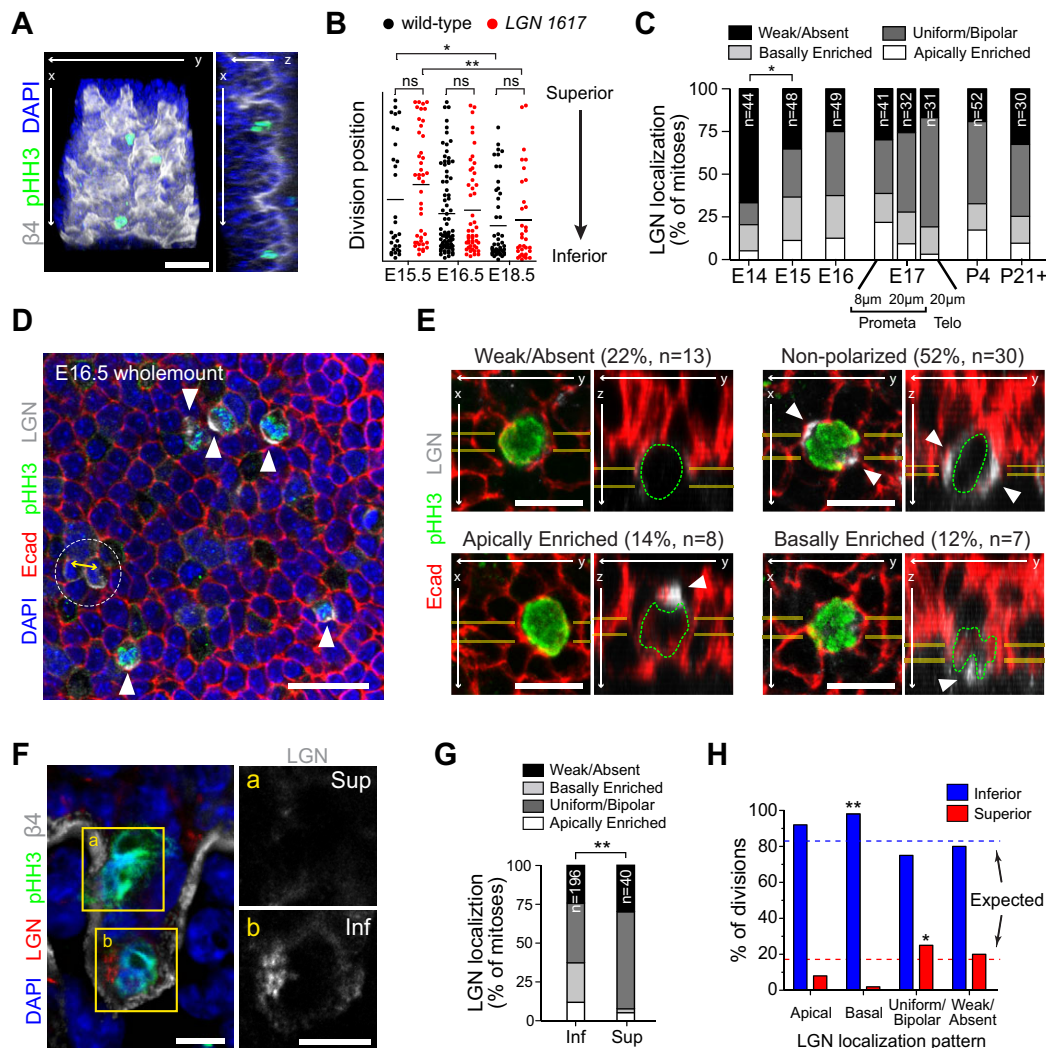 A
β4 pHH3 DAPI
y
x
z
x
B
wild-type LGN 1617
*
**
ns ns ns
Division position
E15.5 E16.5 E18.5
Superior
Inferior
C
Weak/Absent Uniform/Bipolar
Basally Enriched Apically Enriched
*
LGN localization
(% of mitoses)
100
75
50
25
0
n=44 n=48 n=49 n=41 n=32 n=31 n=52 n=30
E14 E15 E16 E17 P4 P21+
8µm 20µm 20µm
Prometa Telo
D
E16.5 wholemount
DAPI Ecad pHH3 LGN
E
Weak/Absent (22%, n=13)
Non-polarized (52%, n=30)
y y y y
x z x z
Apically Enriched (14%, n=8)
Basally Enriched (12%, n=7)
y y y y
x z x z
Ecad pHH3 LGN
F
DAPI LGN pHH3 β4
a
b
LGN
a Sup
b Inf
G
Weak/Absent
Basally Enriched
Uniform/Bipolar
Apically Enriched
**
LGN localiztion
(% of mitoses)
100
75
50
25
0
n=196 n=40
Inf Sup
H
Inferior
Superior
% of divisions
100
80
60
40
20
0
**
*
Expected
Apical Basal Uniform/ Weak/
Bipolar Absent
LGN localization pattern